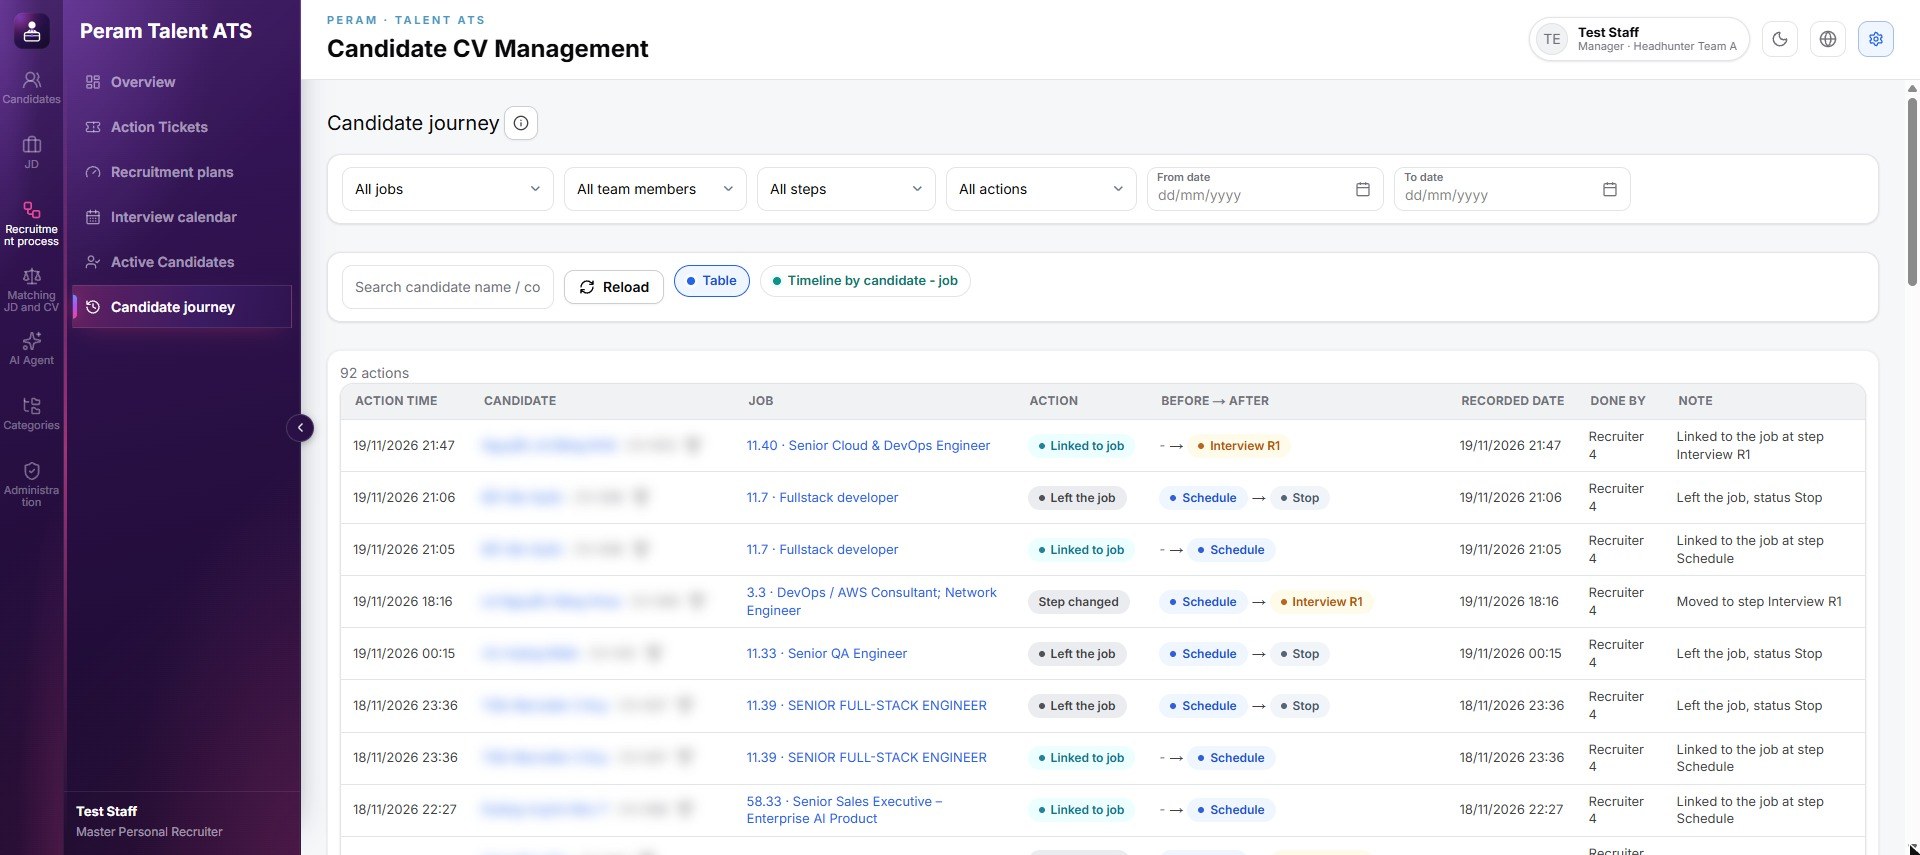 Peram Talent ATS
Candidates
JD
Recruitme
nt process
Matching
JD and CV
AI Agent
Categories
Administra
tion
Overview
Action Tickets
Recruitment plans
Interview calendar
Active Candidates
Candidate journey
Test Staff
Master Personal Recruiter
PERAM · TALENT ATS
Candidate CV Management
TE
Test Staff
Manager · Headhunter Team A
Candidate journey
All jobs
All team members
All steps
All actions
From date
dd/mm/yyyy
To date
dd/mm/yyyy
Search candidate name / co
Reload
Table
Timeline by candidate - job
92 actions
ACTION TIME CANDIDATE JOB ACTION BEFORE → AFTER RECORDED DATE DONE BY NOTE
19/11/2026 21:47 11.40 · Senior Cloud & DevOps Engineer Linked to job - → Interview R1 19/11/2026 21:47 Recruiter 4 Linked to the job at step
Interview R1
19/11/2026 21:06 11.7 · Fullstack developer Left the job Schedule → Stop 19/11/2026 21:06 Recruiter 4 Left the job, status Stop
19/11/2026 21:05 11.7 · Fullstack developer Linked to job - → Schedule 19/11/2026 21:05 Recruiter 4 Linked to the job at step
Schedule
19/11/2026 18:16 3.3 · DevOps / AWS Consultant; Network
Engineer Step changed Schedule → Interview R1 19/11/2026 18:16 Recruiter 4 Moved to step Interview R1
19/11/2026 00:15 11.33 · Senior QA Engineer Left the job Schedule → Stop 19/11/2026 00:15 Recruiter 4 Left the job, status Stop
18/11/2026 23:36 11.39 · SENIOR FULL-STACK ENGINEER Left the job Schedule → Stop 18/11/2026 23:36 Recruiter 4 Left the job, status Stop
18/11/2026 23:36 11.39 · SENIOR FULL-STACK ENGINEER Linked to job - → Schedule 18/11/2026 23:36 Recruiter 4 Linked to the job at step
Schedule
18/11/2026 22:27 58.33 · Senior Sales Executive –
Enterprise AI Product Linked to job - → Schedule 18/11/2026 22:27 Recruiter 4 Linked to the job at step
Schedule
Recruiter